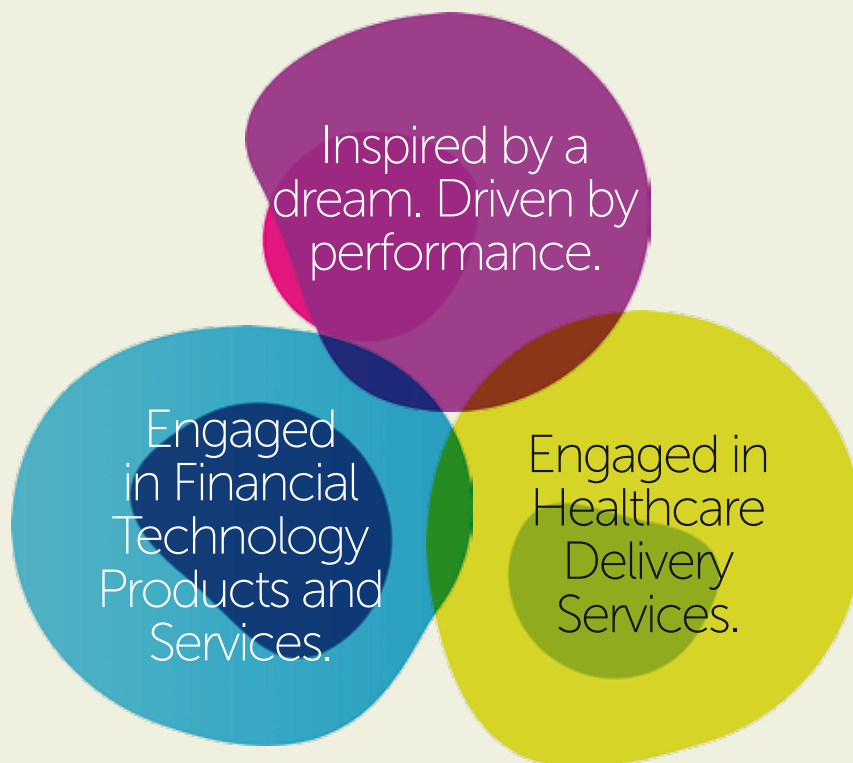 Inspired by a
dream. Driven by
performance.
Engaged
in Financial
Technology
Products and
Services.
Engaged in
Healthcare
Delivery
Services.